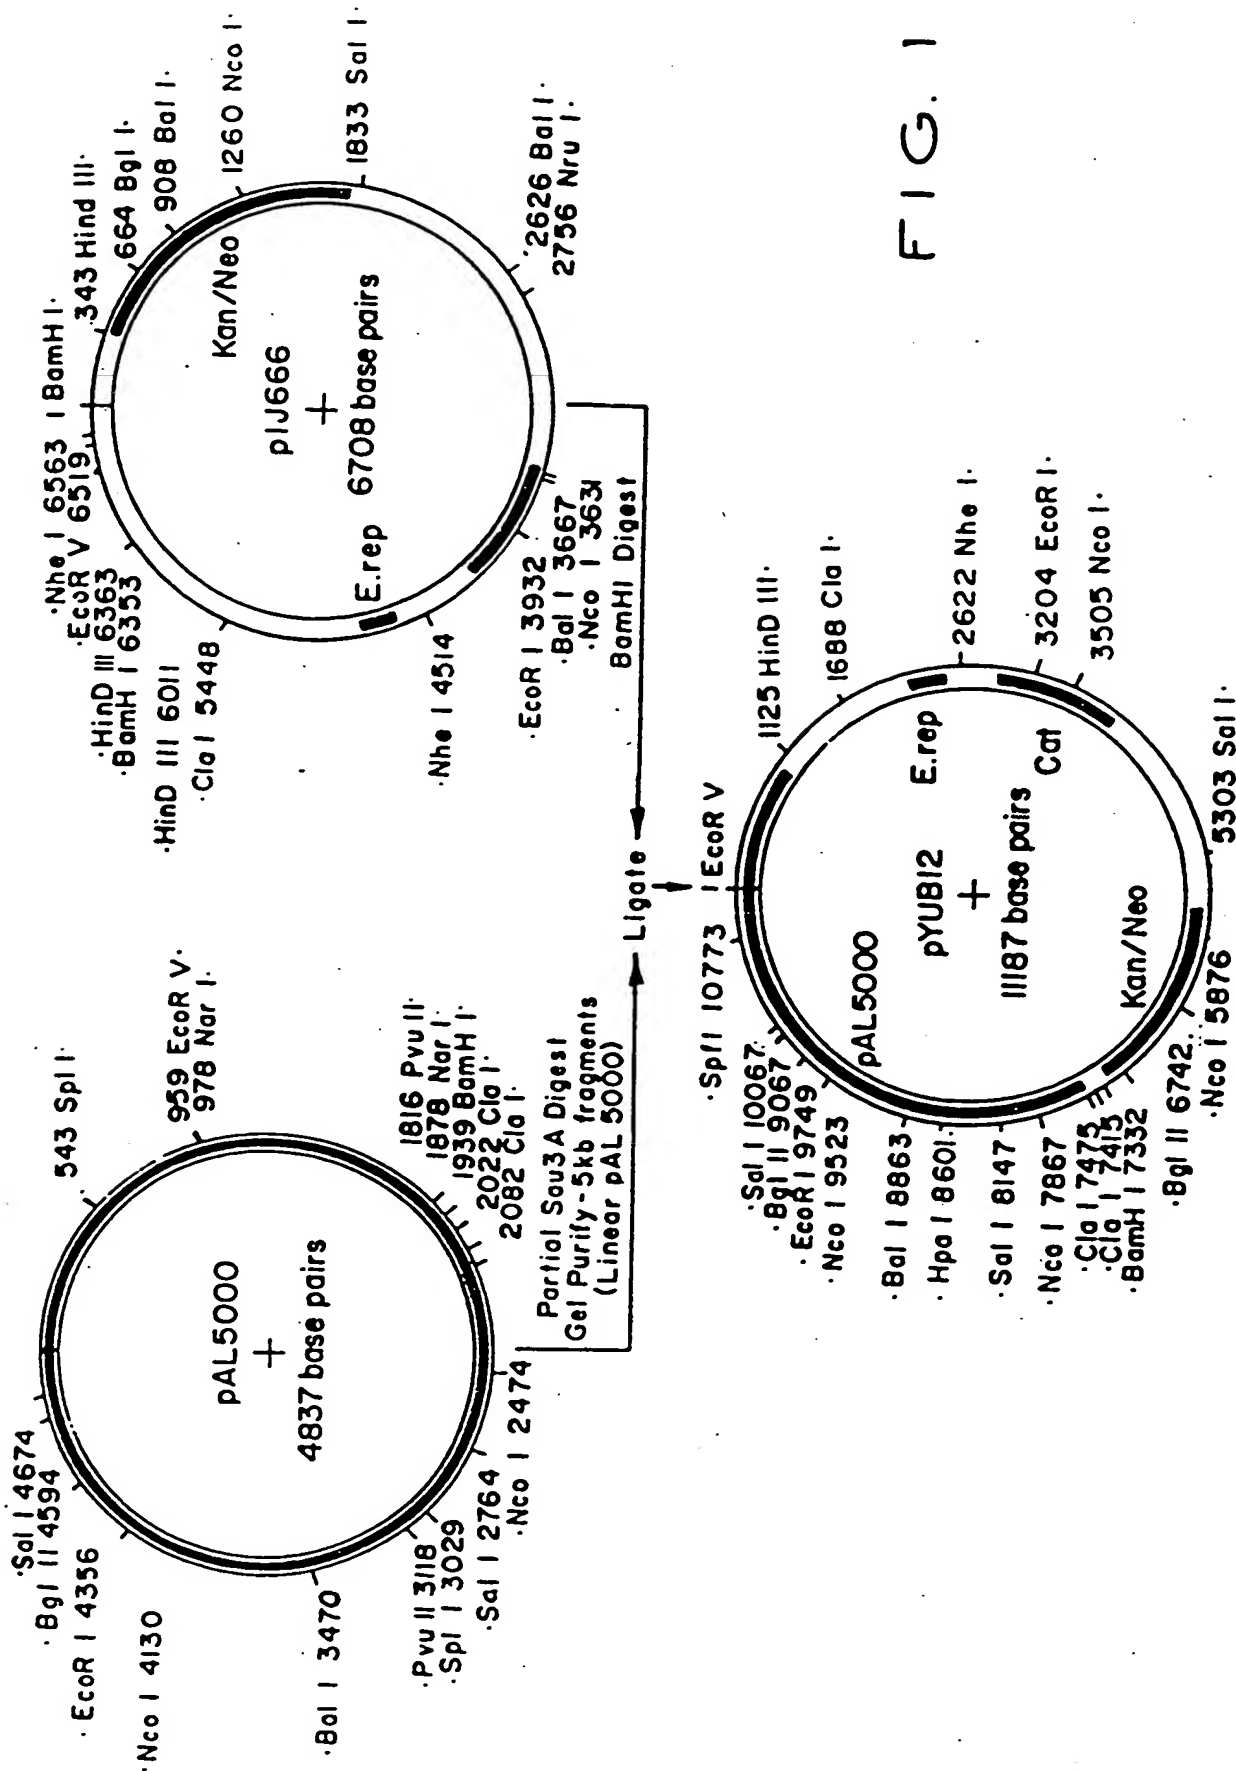 543 Spl I·
959 EcoR V·
978 Nar I·
1816 Pvu II·
1878 Nar I·
1939 BamH I·
2022 Cla I·
2082 Cla I·
·Nco I 2474
·Sal I 2764
·Spl I 3029
·Pvu II 3118
·Bal I 3470
·Nco I 4130
·EcoR I 4356
·Bgl II 4594
·Sal I 4674
pAL5000
+
4837 base pairs
I BamH I·
343 Hind III·
664 Bgl I·
908 Bal I·
1260 Nco I·
1833 Sal I·
2626 Bal I·
2756 Nru I·
·Nco I 3631
·Bal I 3667
·EcoR I 3932
·Nhe I 4514
·Cla I 5448
·HinD III 6011
·BamH I 6353
·HinD III 6363
·EcoR V 6519
·Nhe I 6563
Kan/Neo
pIJ666
+
6708 base pairs
E.rep
Partial Sau3A Digest
Gel Purify-5kb fragments
(Linear pAL 5000)
Ligate
BamHI Digest
I EcoR V
1125 HinD III·
1688 Cla I·
2622 Nhe I·
3204 EcoR I·
3505 Nco I·
5303 Sal I·
·Nco I 5876
·Bgl II 6742
·BamH I 7332
·Cla I 7413
·Cla I 7475
·Nco I 7867
·Sal I 8147
·Hpa I 8601
·Bal I 8863
·Nco I 9523
·EcoR I 9749
·Bgl II 9067
·Sal I 10067
·Spl I 10773
pAL5000
pYUB12
+
11187 base pairs
E.rep
Cat
Kan/Neo
FIG. 1